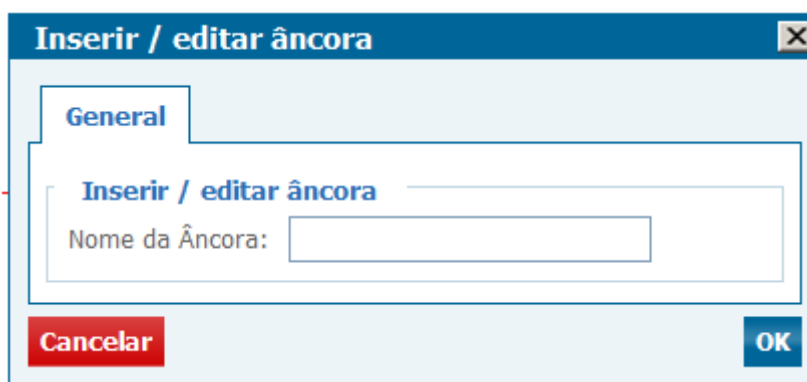 Inserir / editar âncora
General
Inserir / editar âncora
Nome da Âncora:
Cancelar
OK